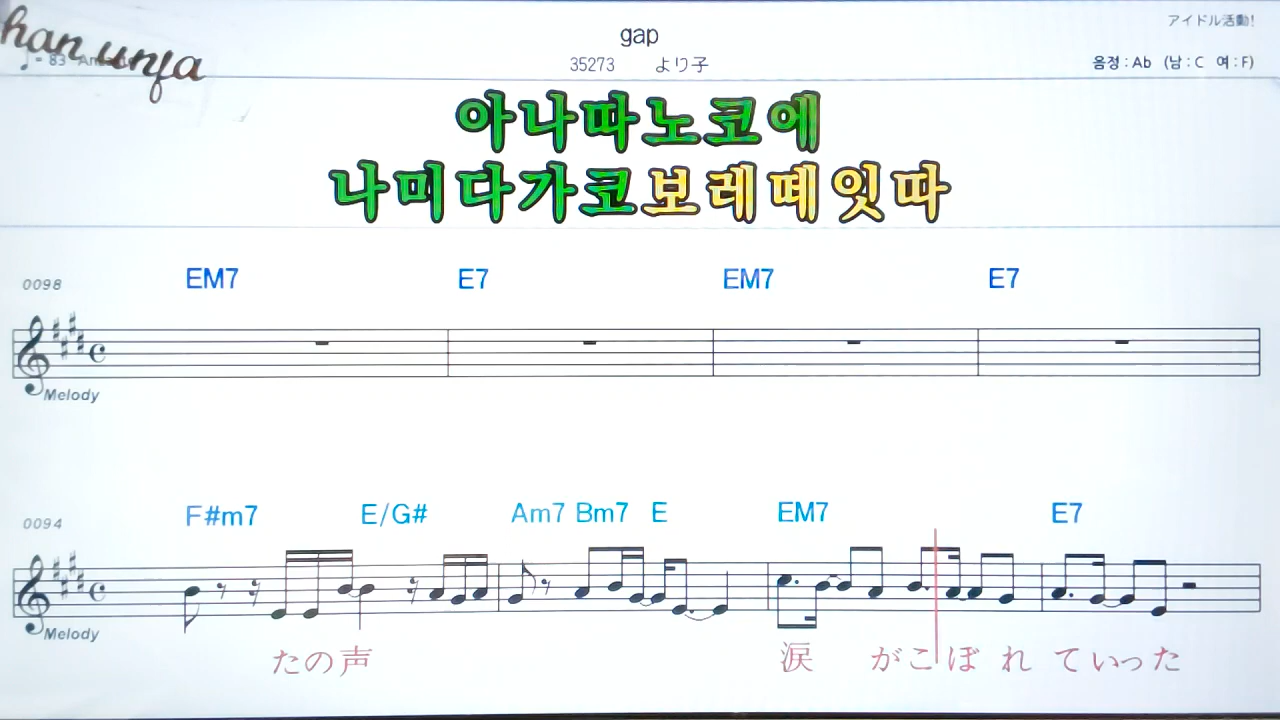 アイドル活動!
gap
han unja
35273 より子
음정 : Ab (남 : C 여 : F)
아나따노코에
나미다가코보레떼잇따
0098 EM7 E7 EM7 E7
Melody
0094 F#m7 E/G# Am7 Bm7 E EM7 E7
Melody
たの声 涙 がこぼ れ ていった